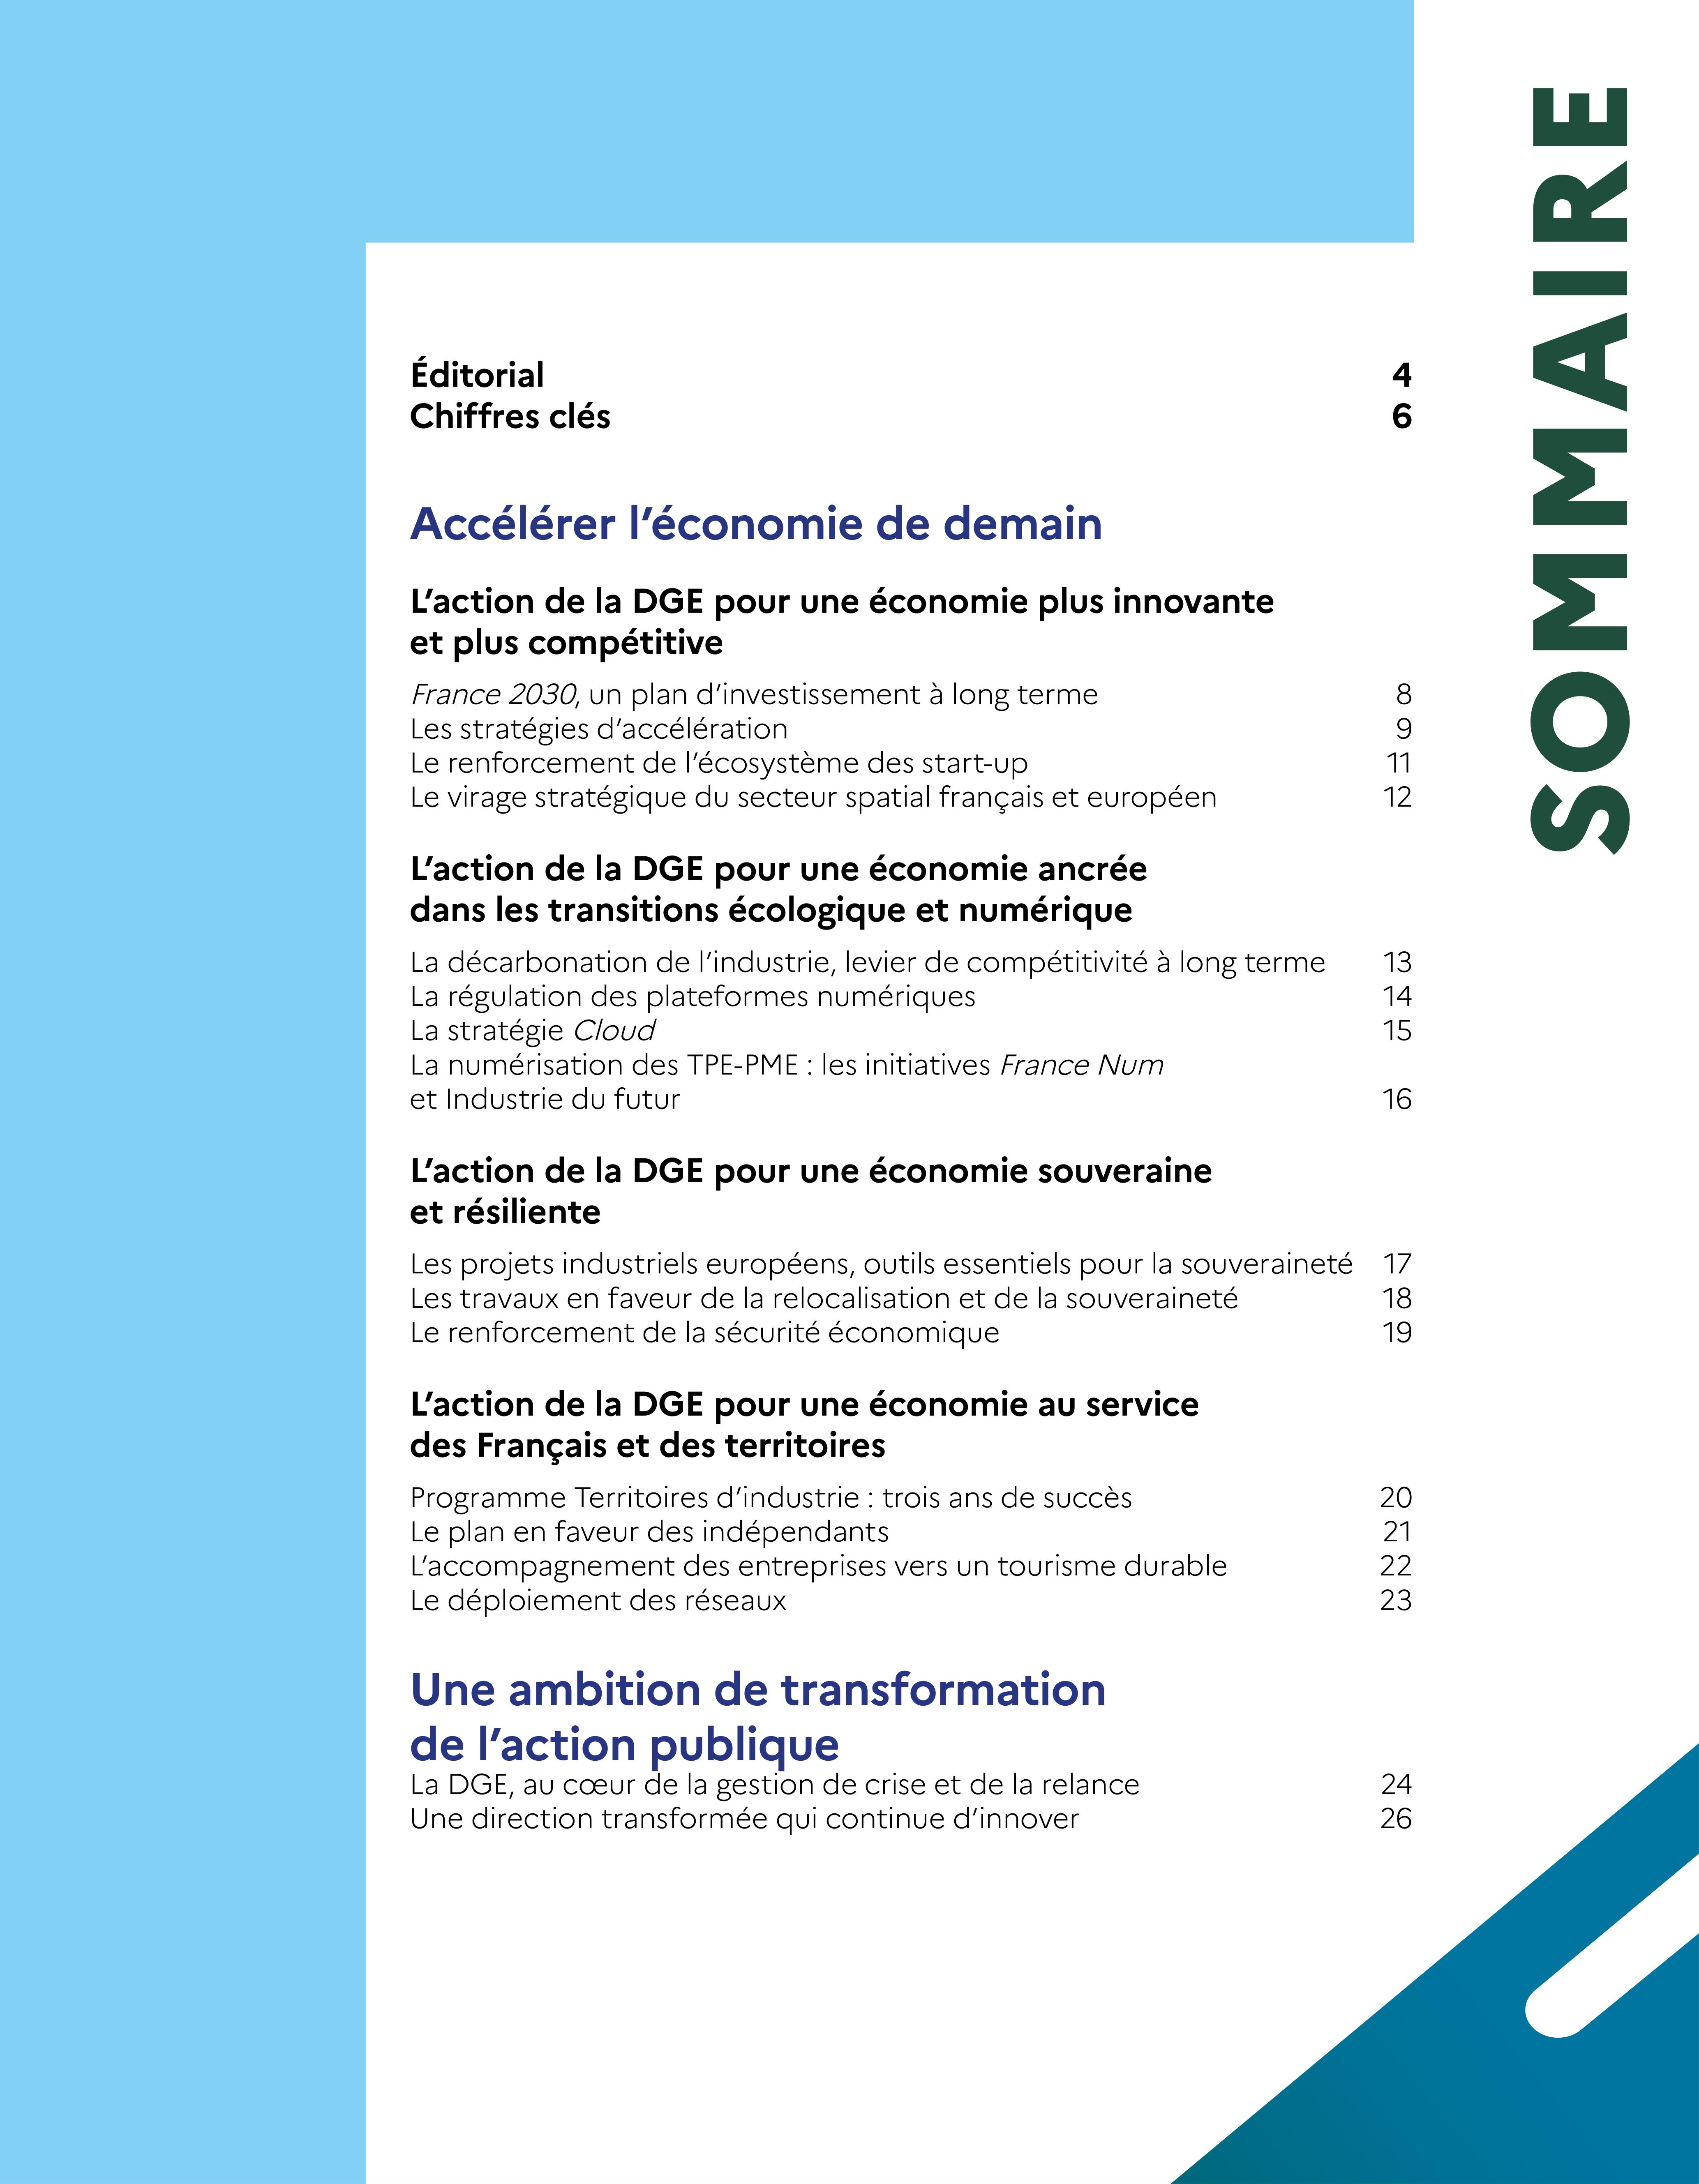 SOMMAIRE
Éditorial 4
Chiffres clés 6
Accélérer l’économie de demain
L’action de la DGE pour une économie plus innovante
et plus compétitive
France 2030, un plan d’investissement à long terme 8
Les stratégies d’accélération 9
Le renforcement de l’écosystème des start-up 11
Le virage stratégique du secteur spatial français et européen 12
L’action de la DGE pour une économie ancrée
dans les transitions écologique et numérique
La décarbonation de l’industrie, levier de compétitivité à long terme 13
La régulation des plateformes numériques 14
La stratégie Cloud 15
La numérisation des TPE-PME : les initiatives France Num
et Industrie du futur 16
L’action de la DGE pour une économie souveraine
et résiliente
Les projets industriels européens, outils essentiels pour la souveraineté 17
Les travaux en faveur de la relocalisation et de la souveraineté 18
Le renforcement de la sécurité économique 19
L’action de la DGE pour une économie au service
des Français et des territoires
Programme Territoires d’industrie : trois ans de succès 20
Le plan en faveur des indépendants 21
L’accompagnement des entreprises vers un tourisme durable 22
Le déploiement des réseaux 23
Une ambition de transformation
de l’action publique
La DGE, au cœur de la gestion de crise et de la relance 24
Une direction transformée qui continue d’innover 26